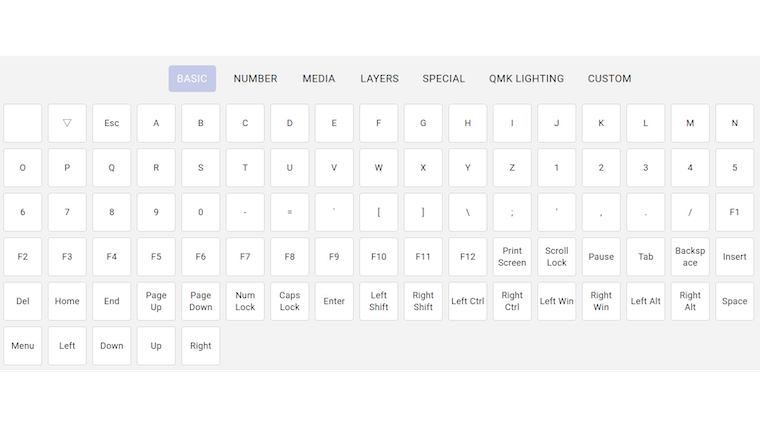 BASIC NUMBER MEDIA LAYERS SPECIAL QMK LIGHTING CUSTOM
▽ Esc A B C D E F G H I J K L M N
O P Q R S T U V W X Y Z 1 2 3 4 5
6 7 8 9 0 - = ` [ ] \ ; ' , . / F1
F2 F3 F4 F5 F6 F7 F8 F9 F10 F11 F12 Print Screen Scroll Lock Pause Tab Backspace Insert
Del Home End Page Up Page Down Num Lock Caps Lock Enter Left Shift Right Shift Left Ctrl Right Ctrl Left Win Right Win Left Alt Right Alt Space
Menu Left Down Up Right